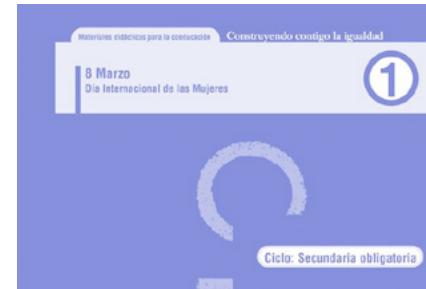 Materiales didácticos para la coeducación
Construyendo contigo la igualdad
8 Marzo
Día Internacional de las Mujeres
1
Ciclo: Secundaria obligatoria